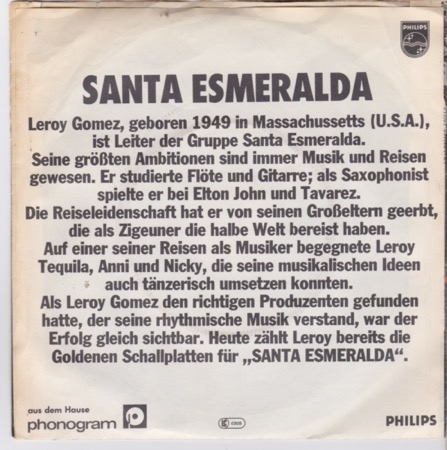 PHILIPS
SANTA ESMERALDA
Leroy Gomez, geboren 1949 in Massachussetts (U.S.A.),
ist Leiter der Gruppe Santa Esmeralda.
Seine größten Ambitionen sind immer Musik und Reisen
gewesen. Er studierte Flöte und Gitarre; als Saxophonist
spielte er bei Elton John und Tavarez.
Die Reiseleidenschaft hat er von seinen Großeltern geerbt,
die als Zigeuner die halbe Welt bereist haben.
Auf einer seiner Reisen als Musiker begegnete Leroy
Tequila, Anni und Nicky, die seine musikalischen Ideen
auch tänzerisch umsetzen konnten.
Als Leroy Gomez den richtigen Produzenten gefunden
hatte, der seine rhythmische Musik verstand, war der
Erfolg gleich sichtbar. Heute zählt Leroy bereits die
Goldenen Schallplatten für „SANTA ESMERALDA“.
aus dem Hause
phonogram
PHILIPS